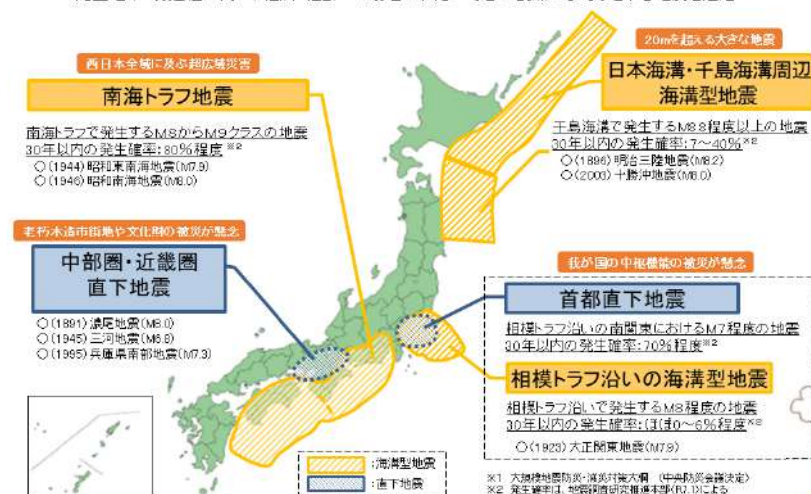 西日本全域に及ぶ超広域災害
南海トラフ地震
南海トラフで発生するM8からM9クラスの地震
30年以内の発生確率:80%程度※2
○(1944)昭和東南海地震(M7.9)
○(1946)昭和南海地震(M8.0)
20mを超える大きな地震
日本海溝・千島海溝周辺
海溝型地震
千島海溝で発生するM8.8程度以上の地震
30年以内の発生確率:7～40%※2
○(1896)明治三陸地震(M8.2)
○(2003)十勝沖地震(M8.0)
老朽木造市街地や文化財の被災が懸念
中部圏・近畿圏
直下地震
○(1891)濃尾地震(M8.0)
○(1945)三河地震(M6.8)
○(1995)兵庫県南部地震(M7.3)
我が国の中枢機能の被災が懸念
首都直下地震
相模トラフ沿いの南関東におけるM7程度の地震
30年以内の発生確率:70%程度※2
相模トラフ沿いの海溝型地震
相模トラフ沿いで発生するM8程度の地震
30年以内の発生確率:ほぼ0～6%程度※2
○(1923)大正関東地震(M7.9)
:海溝型地震
:直下地震
※1 大規模地震防災・減災対策大綱 (中央防災会議決定)
※2 発生確率は、地震調査研究推進本部(R1.1)による